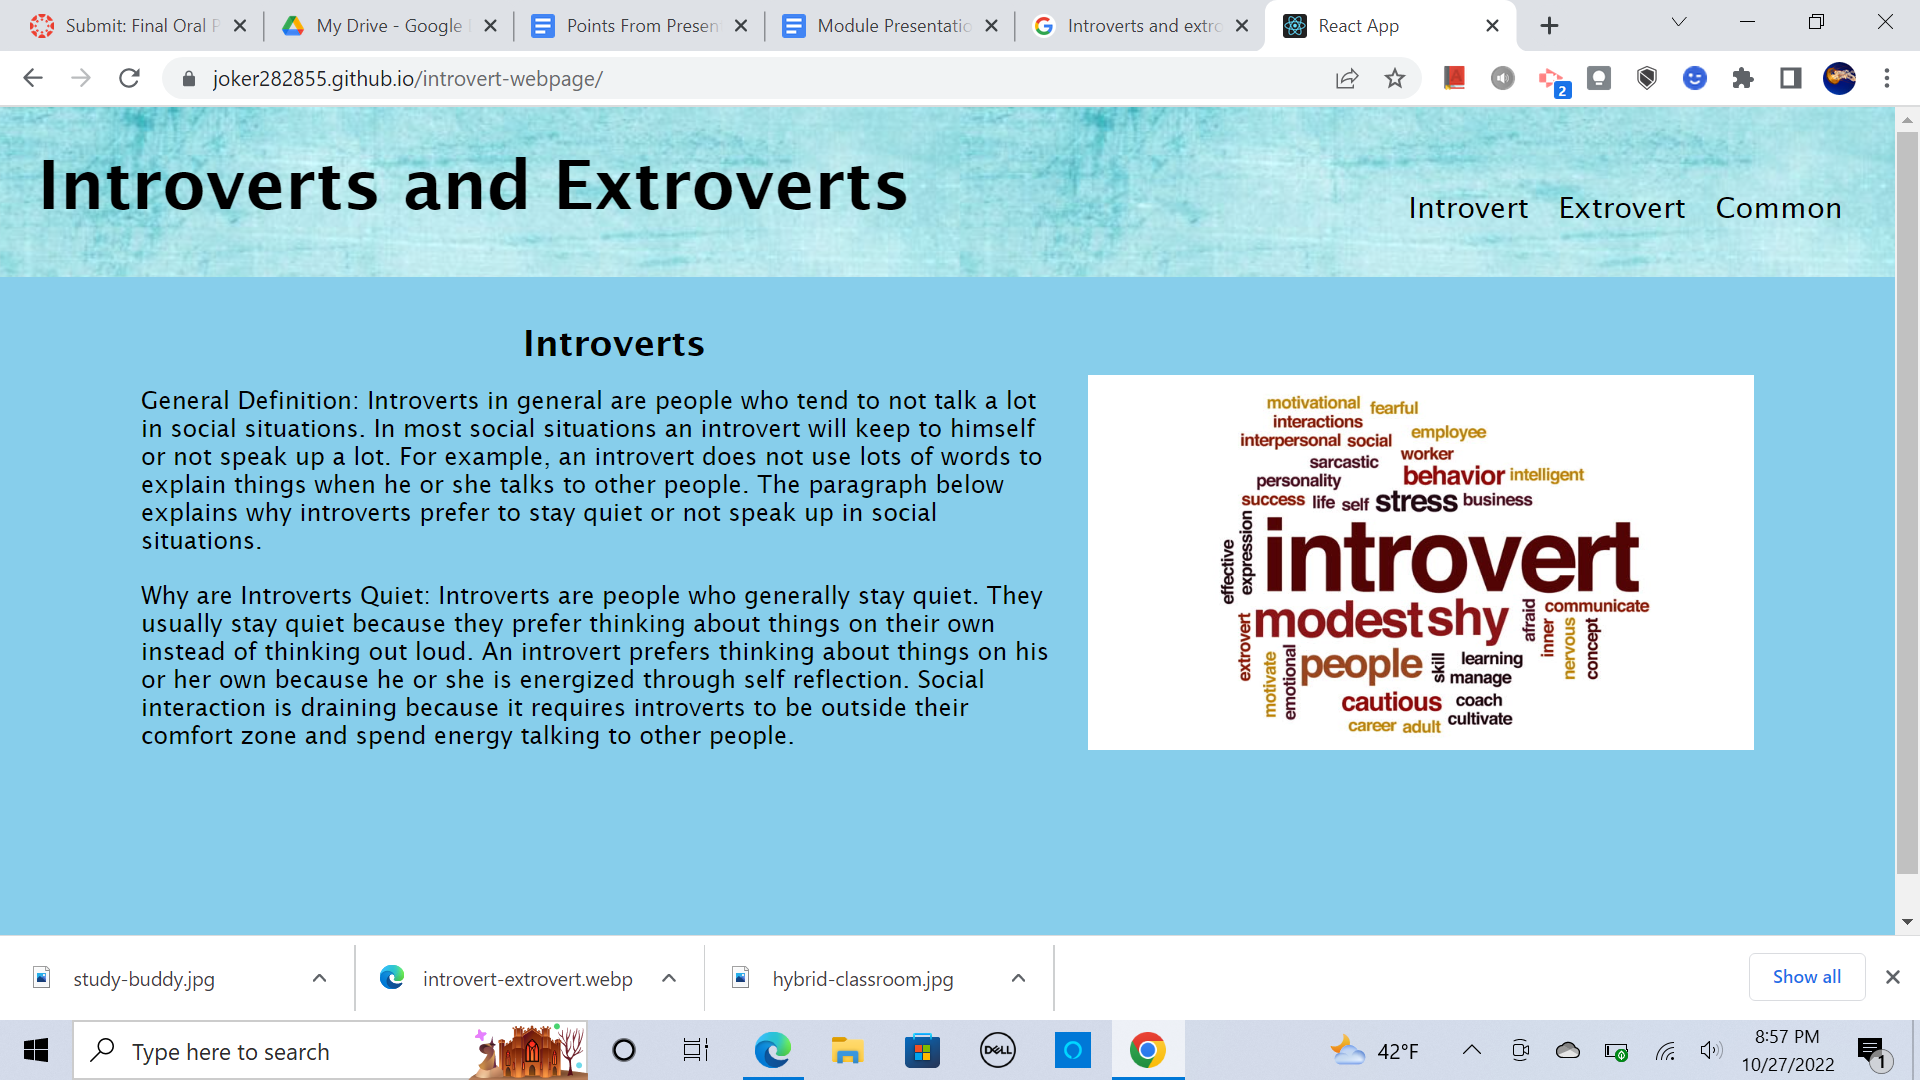 Submit: Final Oral P
My Drive - Google
Points From Presen
Module Presentatio
Introverts and extro
React App
joker282855.github.io/introvert-webpage/
2
Introverts and Extroverts
Introvert Extrovert Common
Introverts
General Definition: Introverts in general are people who tend to not talk a lot
in social situations. In most social situations an introvert will keep to himself
or not speak up a lot. For example, an introvert does not use lots of words to
explain things when he or she talks to other people. The paragraph below
explains why introverts prefer to stay quiet or not speak up in social
situations.
Why are Introverts Quiet: Introverts are people who generally stay quiet. They
usually stay quiet because they prefer thinking about things on their own
instead of thinking out loud. An introvert prefers thinking about things on his
or her own because he or she is energized through self reflection. Social
interaction is draining because it requires introverts to be outside their
comfort zone and spend energy talking to other people.
motivational fearful
interactions
interpersonal social employee
sarcastic worker
personality behavior intelligent
success life self stress business
effective
expression
introvert
modest shy
afraid
communicate
inner
nervous
concept
extrovert
motivate
emotional
people
skill
learning
manage
cautious coach
career adult cultivate
study-buddy.jpg
introvert-extrovert.webp
hybrid-classroom.jpg
Show all
Type here to search
DELL
42°F
8:57 PM
10/27/2022
1